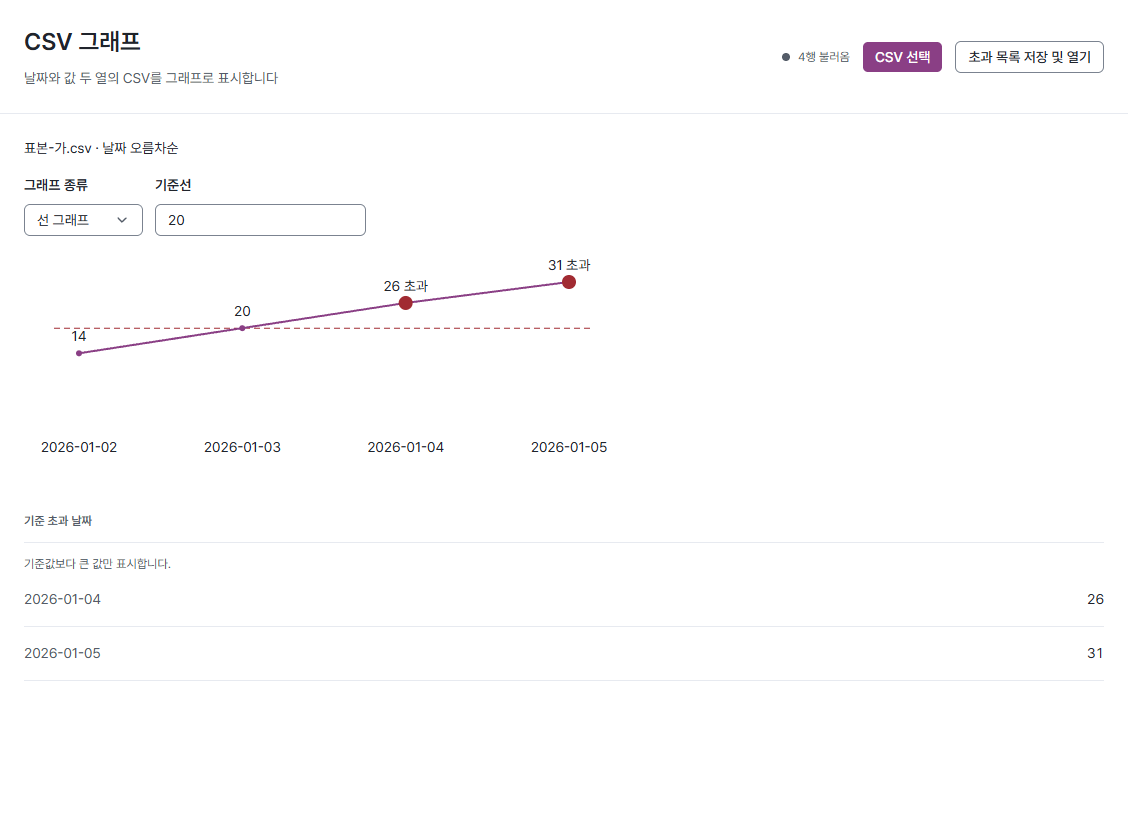 CSV 그래프
날짜와 값 두 열의 CSV를 그래프로 표시합니다
4행 불러옴
CSV 선택
초과 목록 저장 및 열기
표본-가.csv · 날짜 오름차순
그래프 종류
기준선
선 그래프
20
31 초과
26 초과
20
14
2026-01-02
2026-01-03
2026-01-04
2026-01-05
기준 초과 날짜
기준값보다 큰 값만 표시합니다.
2026-01-04
26
2026-01-05
31